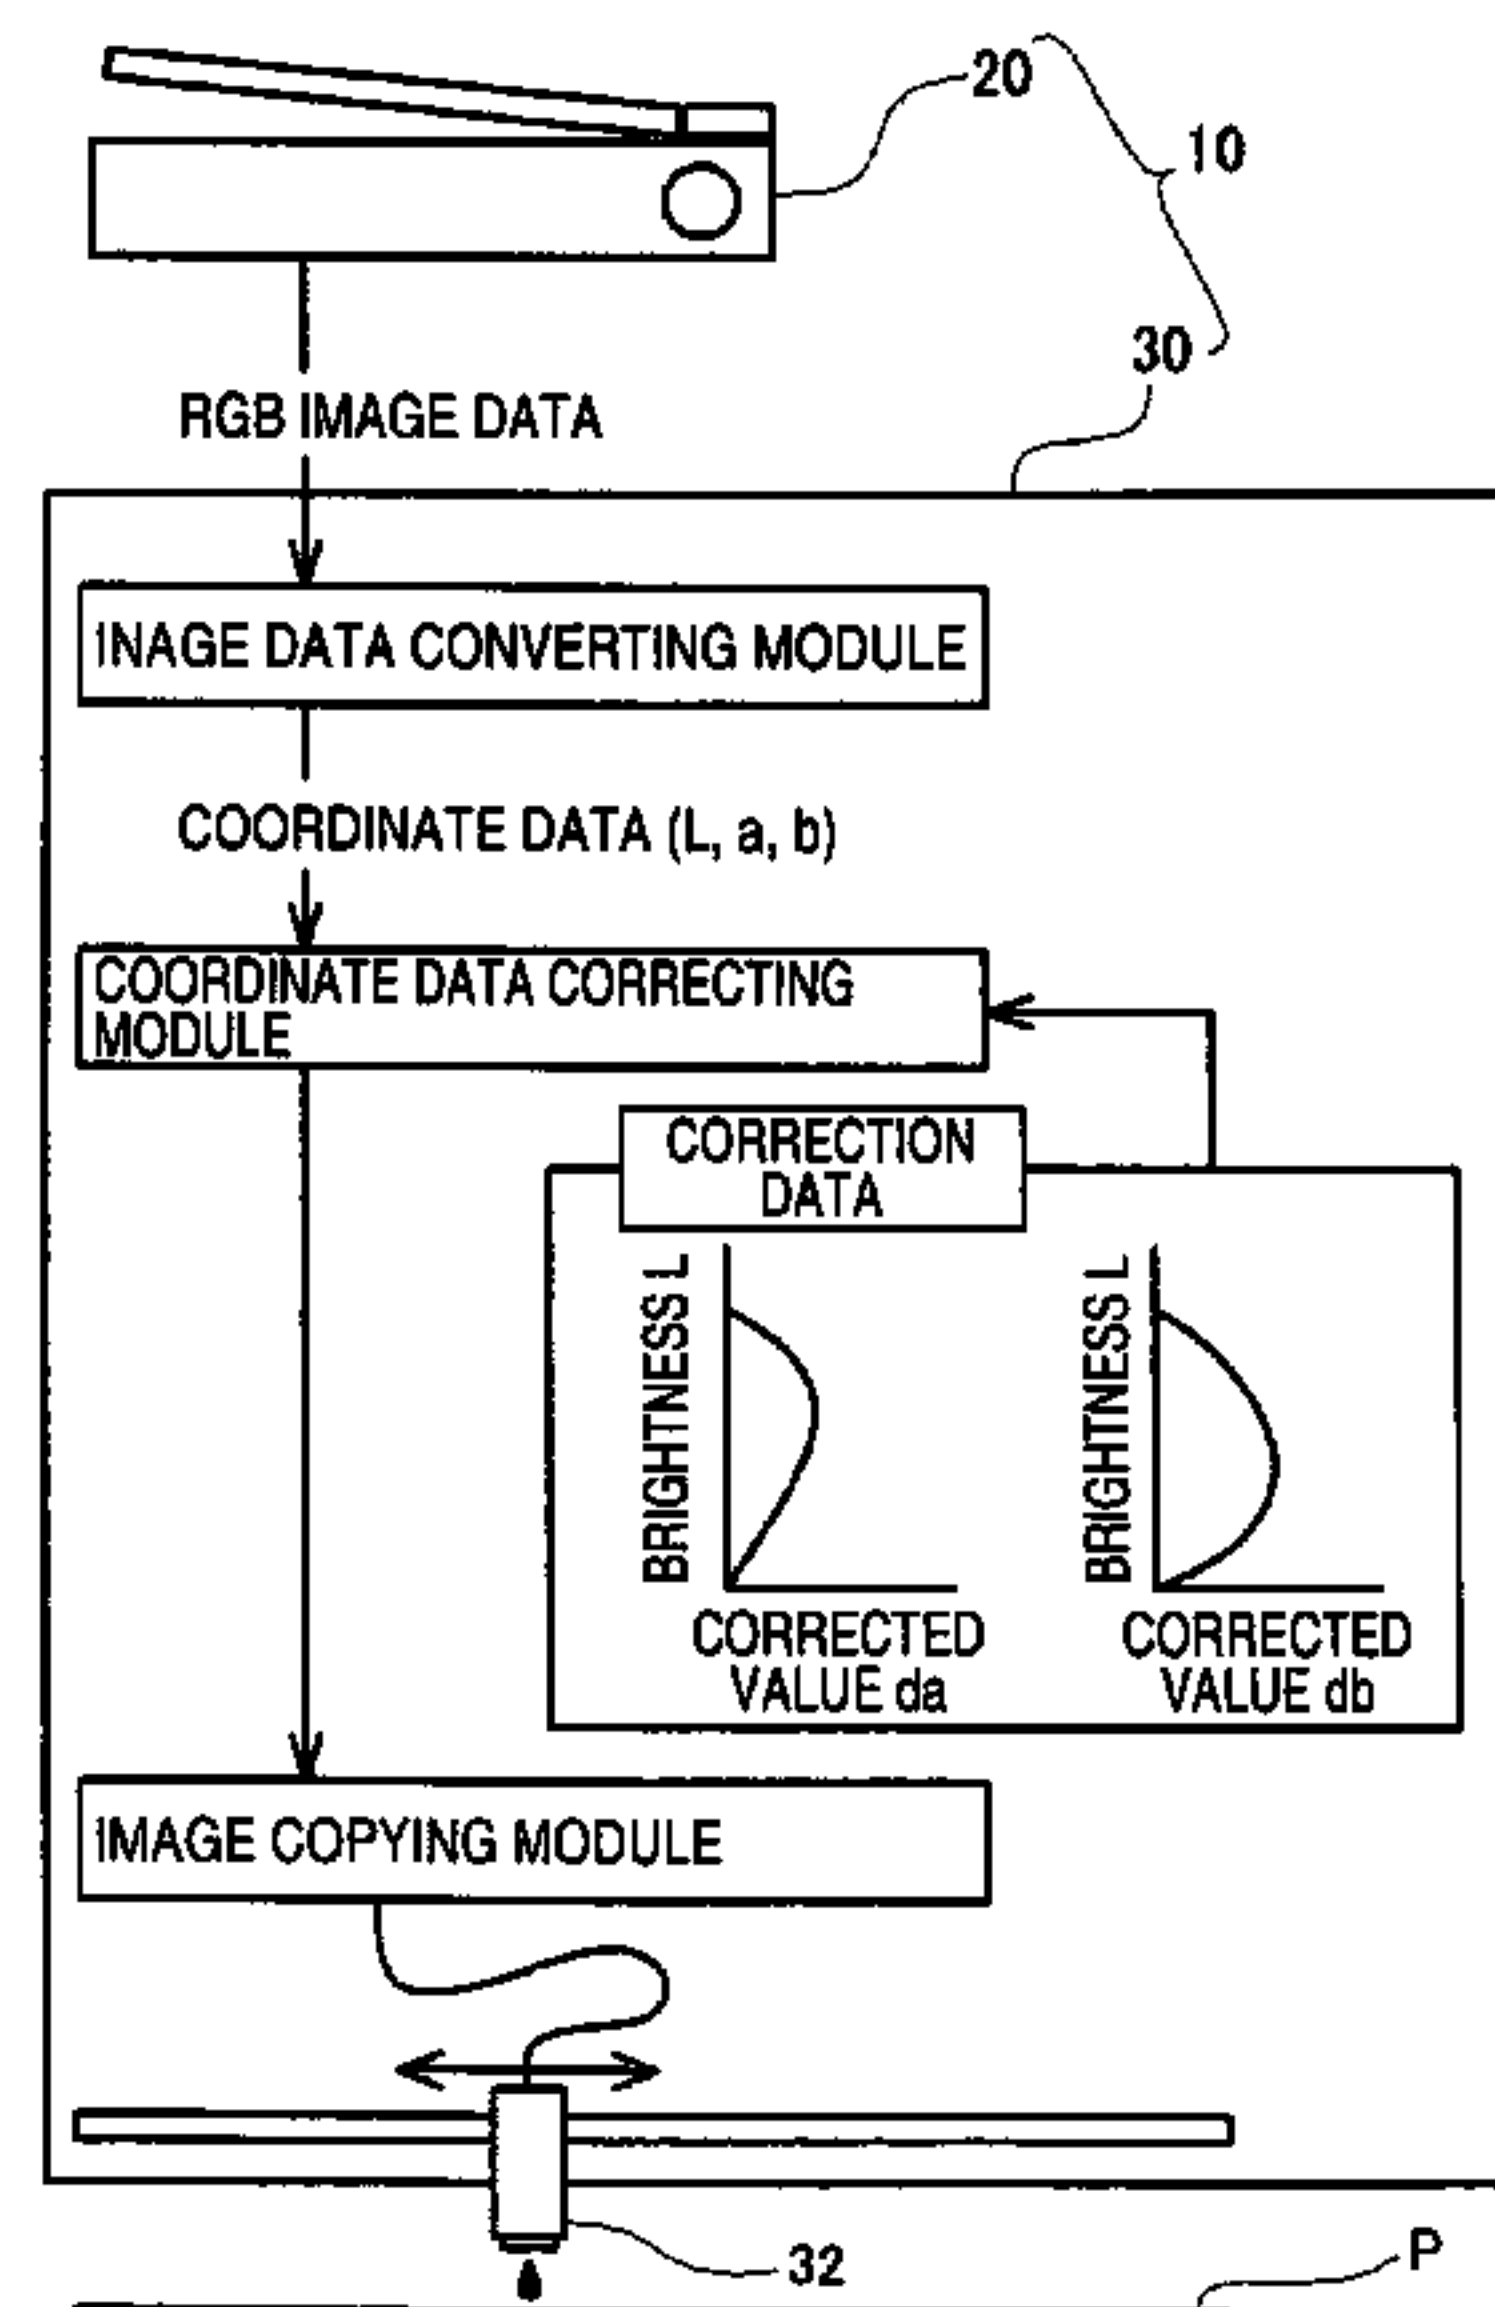 20
10
30
RGB IMAGE DATA
INAGE DATA CONVERTING MODULE
COORDINATE DATA (L, a, b)
COORDINATE DATA CORRECTING
MODULE
CORRECTION
DATA
BRIGHTNESS L
BRIGHTNESS L
CORRECTED
VALUE da
CORRECTED
VALUE db
IMAGE COPYING MODULE
32
P